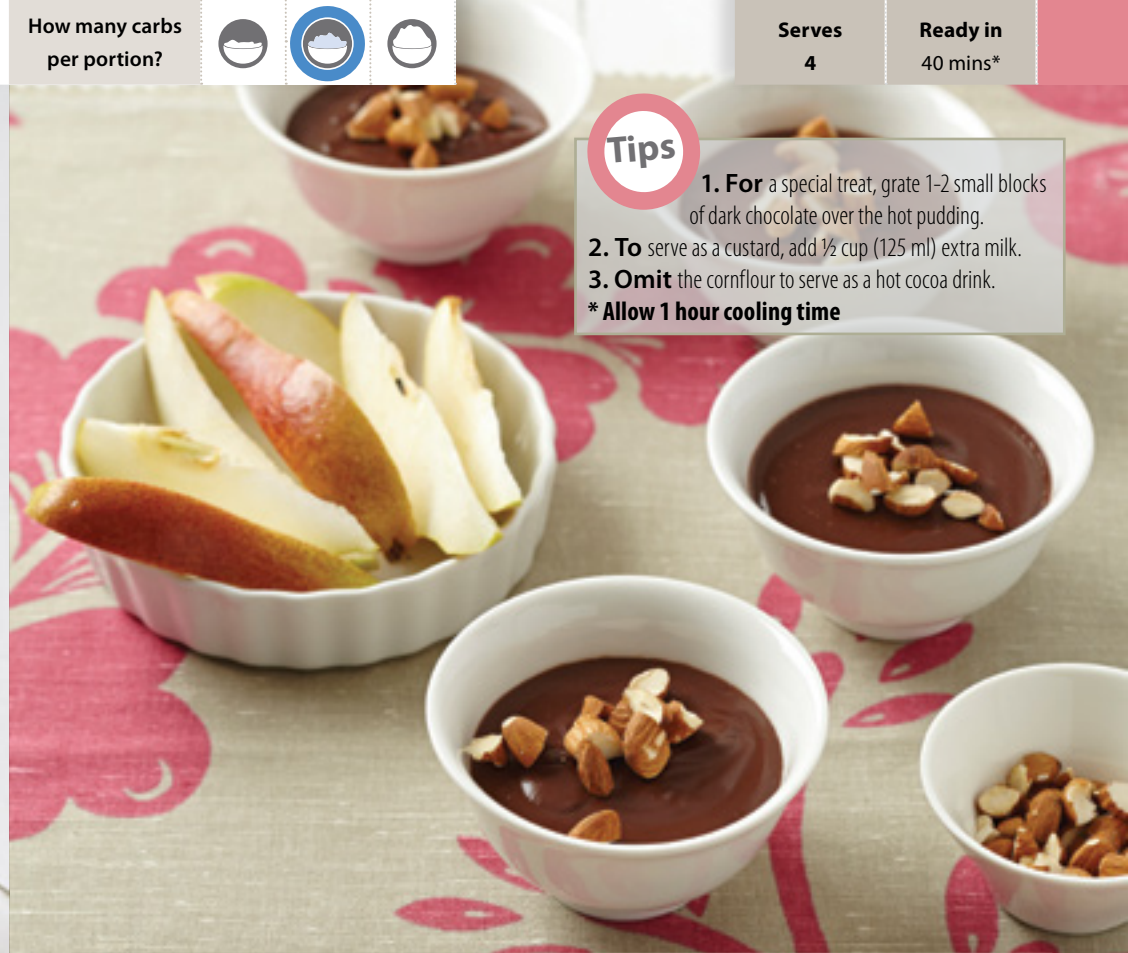 How many carbs
per portion?
Serves
4
Ready in
40 mins*
Tips
1. For a special treat, grate 1-2 small blocks
of dark chocolate over the hot pudding.
2. To serve as a custard, add ½ cup (125 ml) extra milk.
3. Omit the cornflour to serve as a hot cocoa drink.
* Allow 1 hour cooling time